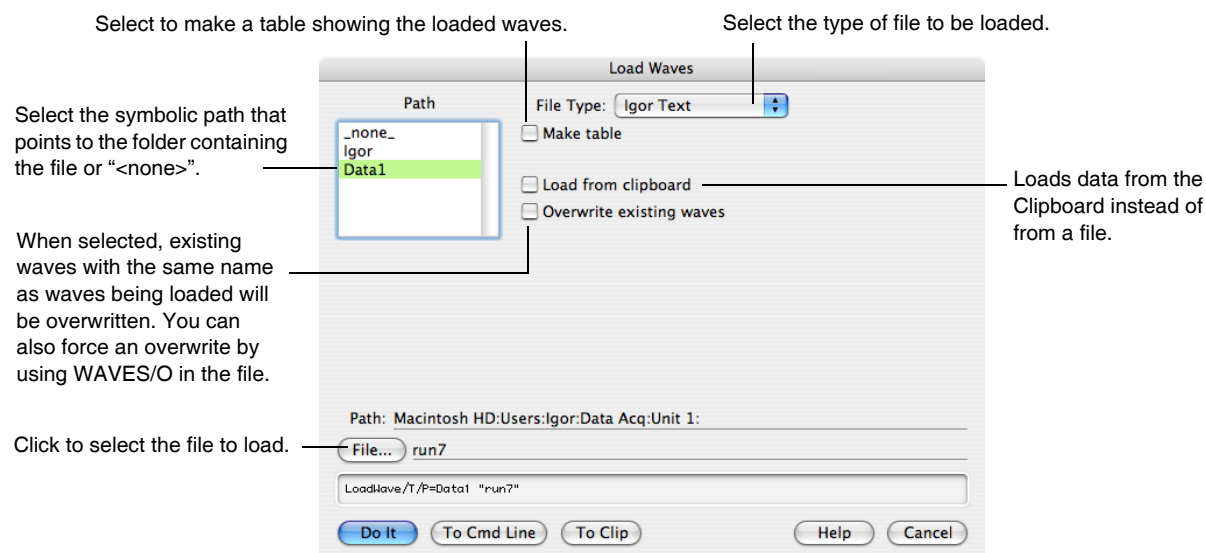 Select to make a table showing the loaded waves.
Select the type of file to be loaded.
Load Waves
Path
File Type: Igor Text
Select the symbolic path that
points to the folder containing
the file or “<none>”.
_none_
Igor
Data1
Make table
Load from clipboard
Overwrite existing waves
Loads data from the
Clipboard instead of
from a file.
When selected, existing
waves with the same name
as waves being loaded will
be overwritten. You can
also force an overwrite by
using WAVES/O in the file.
Path: Macintosh HD:Users:Igor:Data Acq:Unit 1:
Click to select the file to load.
File... run7
LoadWave/T/P=Data1 "run7"
Do It
To Cmd Line
To Clip
Help
Cancel